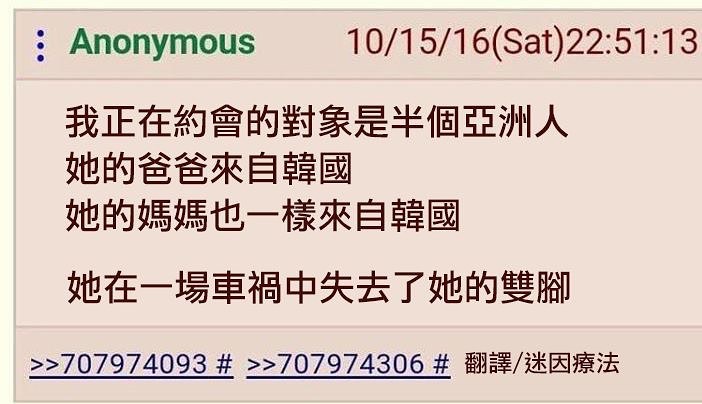 Anonymous 10/15/16(Sat)22:51:13
我正在約會的對象是半個亞洲人
她的爸爸來自韓國
她的媽媽也一樣來自韓國
她在一場車禍中失去了她的雙腳
>>707974093 # >>707974306 # 翻譯/迷因療法